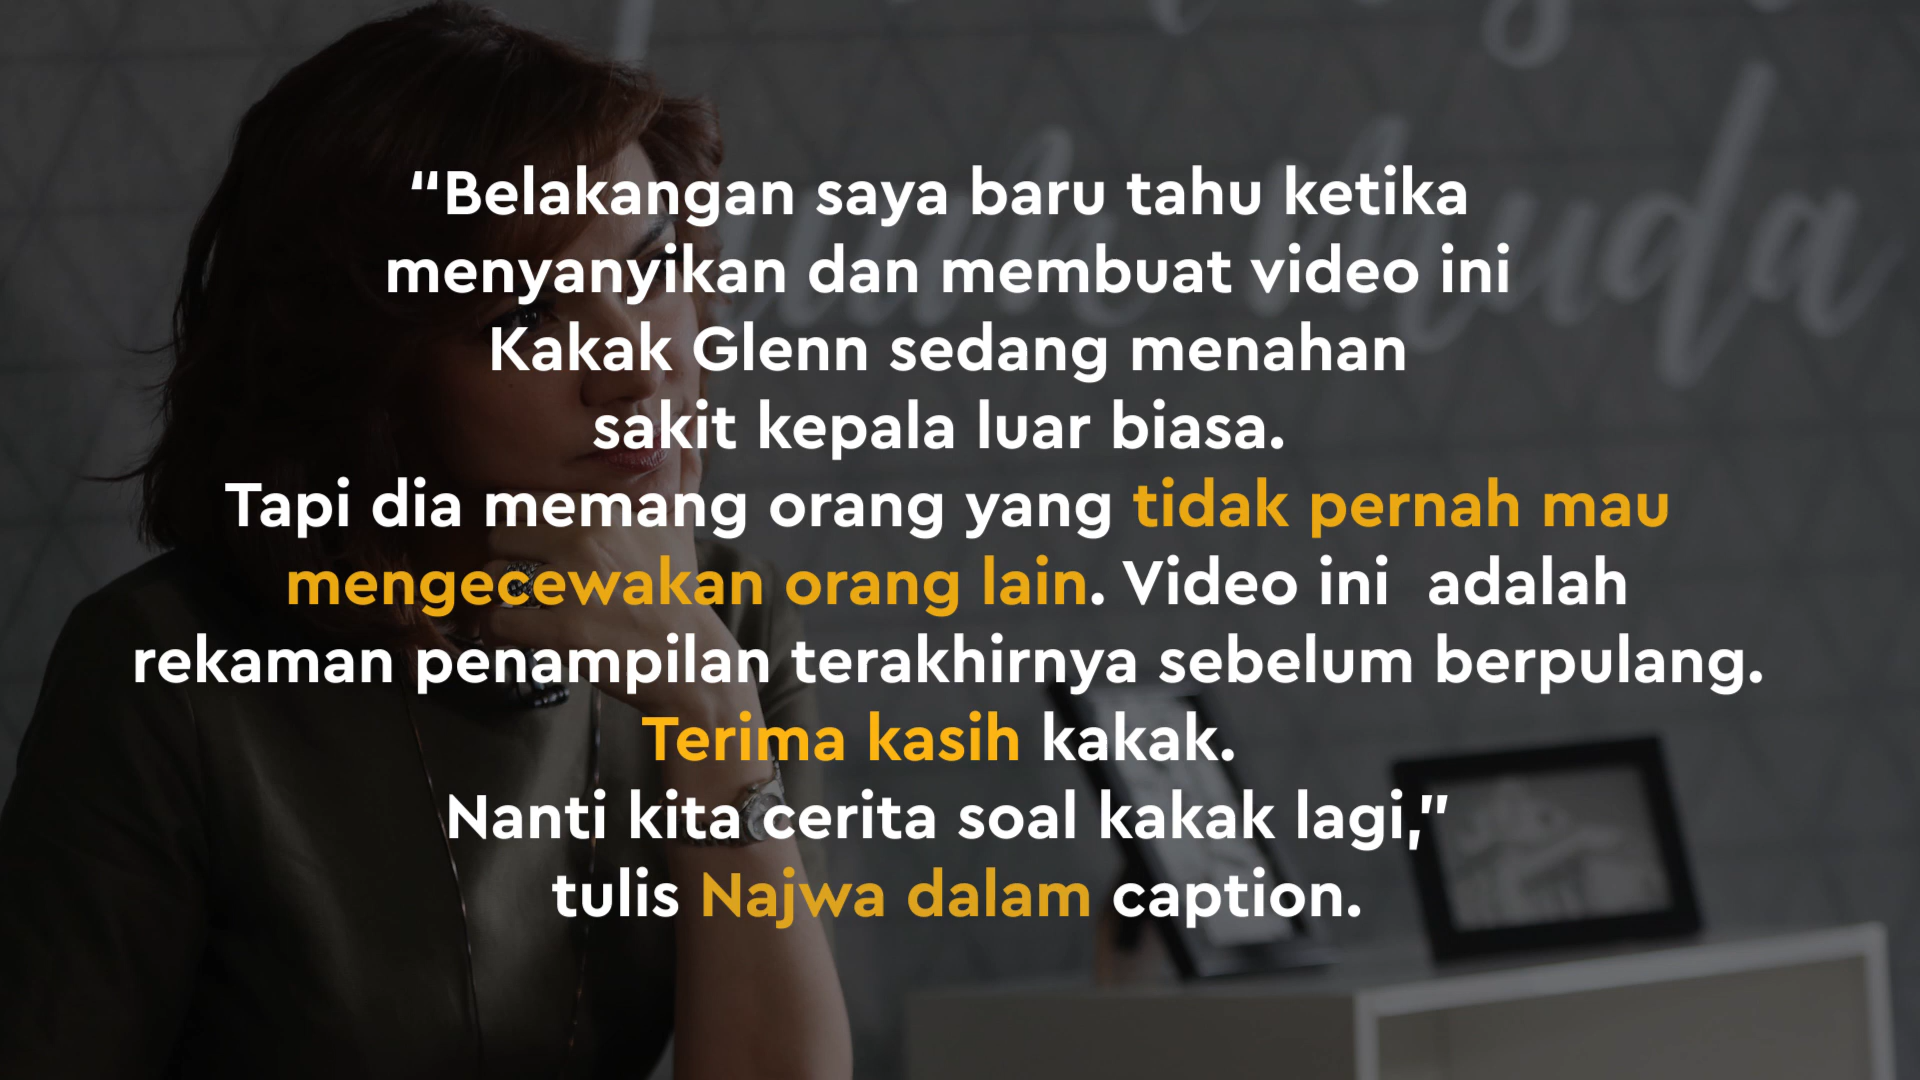 “Belakangan saya baru tahu ketika
menyanyikan dan membuat video ini
Kakak Glenn sedang menahan
sakit kepala luar biasa.
Tapi dia memang orang yang tidak pernah mau
mengecewakan orang lain. Video ini adalah
rekaman penampilan terakhirnya sebelum berpulang.
Terima kasih kakak.
Nanti kita cerita soal kakak lagi,”
tulis Najwa dalam caption.